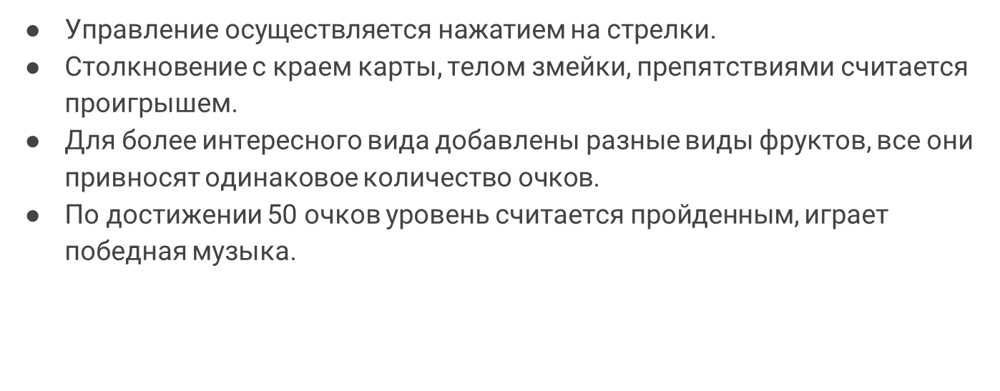 ● Управление осуществляется нажатием на стрелки.
● Столкновение с краем карты, телом змейки, препятствиями считается
проигрышем.
● Для более интересного вида добавлены разные виды фруктов, все они
привносят одинаковое количество очков.
● По достижении 50 очков уровень считается пройденным, играет
победная музыка.